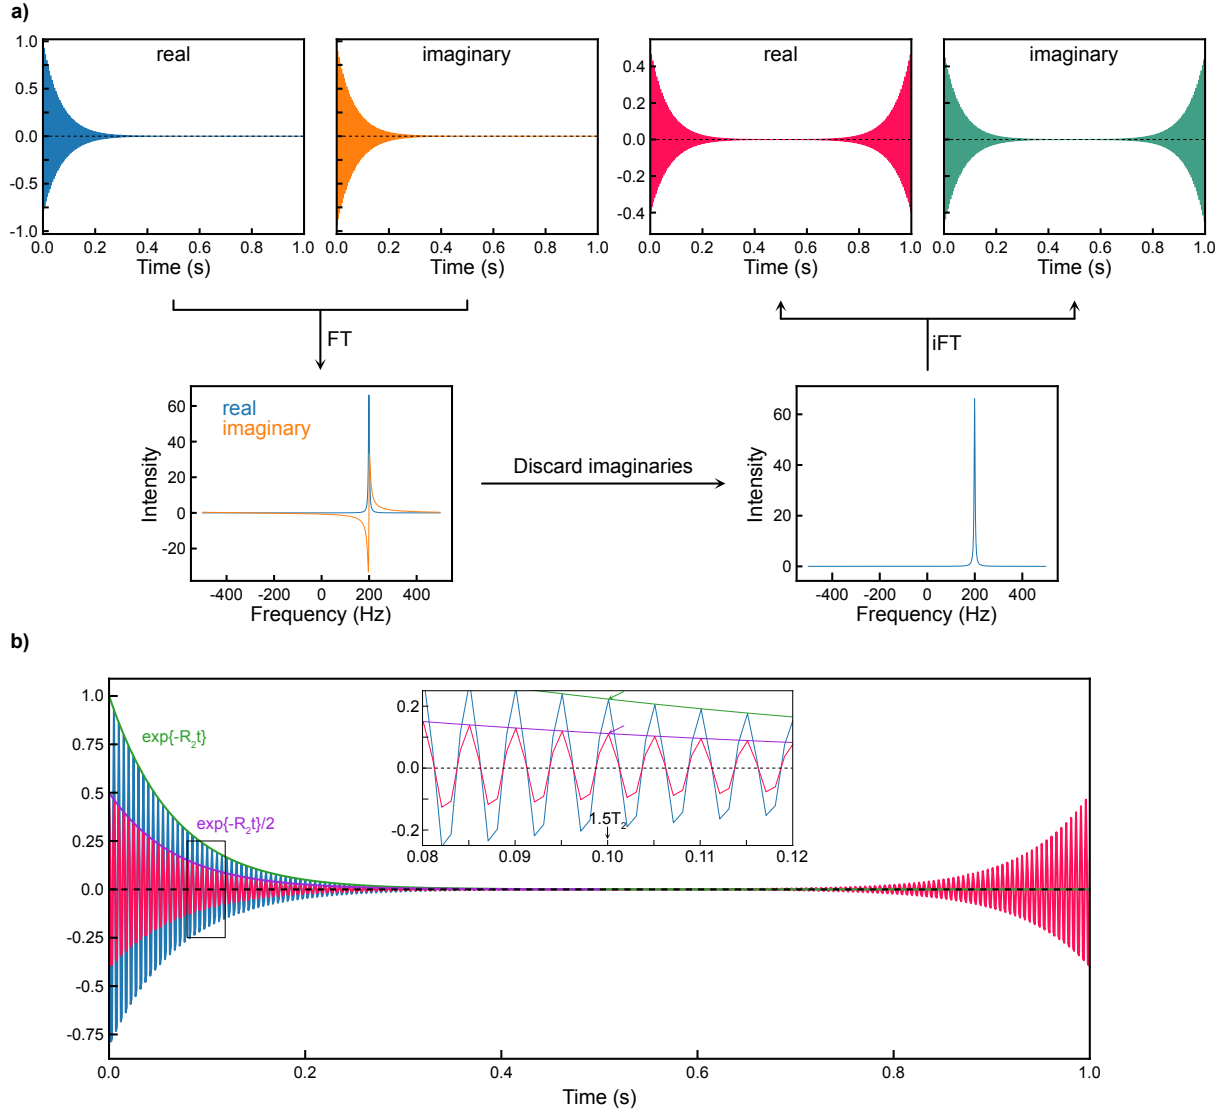 a)
real
imaginary
real
imaginary
1.0
0.5
0.0
-0.5
-1.0
0.4
0.2
0.0
-0.2
-0.4
0.0 0.2 0.4 0.6 0.8 1.0
0.0 0.2 0.4 0.6 0.8 1.0
0.0 0.2 0.4 0.6 0.8 1.0
0.0 0.2 0.4 0.6 0.8 1.0
Time (s)
Time (s)
Time (s)
Time (s)
FT
iFT
real
imaginary
Intensity
60
40
20
0
-20
-400 -200 0 200 400
Frequency (Hz)
Discard imaginaries
Intensity
60
40
20
0
-400 -200 0 200 400
Frequency (Hz)
b)
1.0
0.75
0.5
0.25
0.0
-0.25
-0.5
-0.75
exp{-R₂t}
exp{-R₂t}/2
0.2
0.0
-0.2
1.5T₂
0.08 0.09 0.10 0.11 0.12
0.0 0.2 0.4 0.6 0.8 1.0
Time (s)